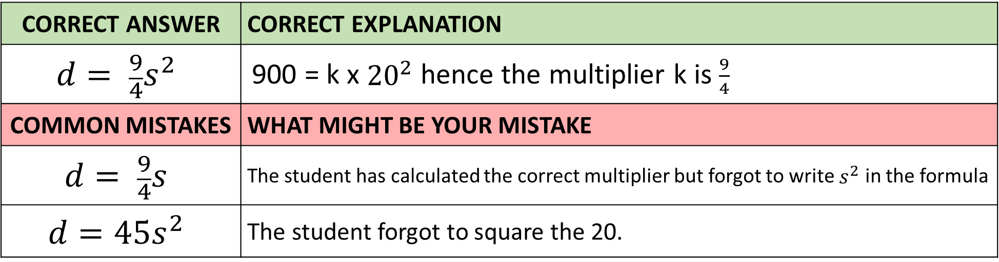 CORRECT ANSWER CORRECT EXPLANATION
d = 9/4 s² 900 = k x 20² hence the multiplier k is 9/4
COMMON MISTAKES WHAT MIGHT BE YOUR MISTAKE
d = 9/4 s The student has calculated the correct multiplier but forgot to write s² in the formula
d = 45s² The student forgot to square the 20.